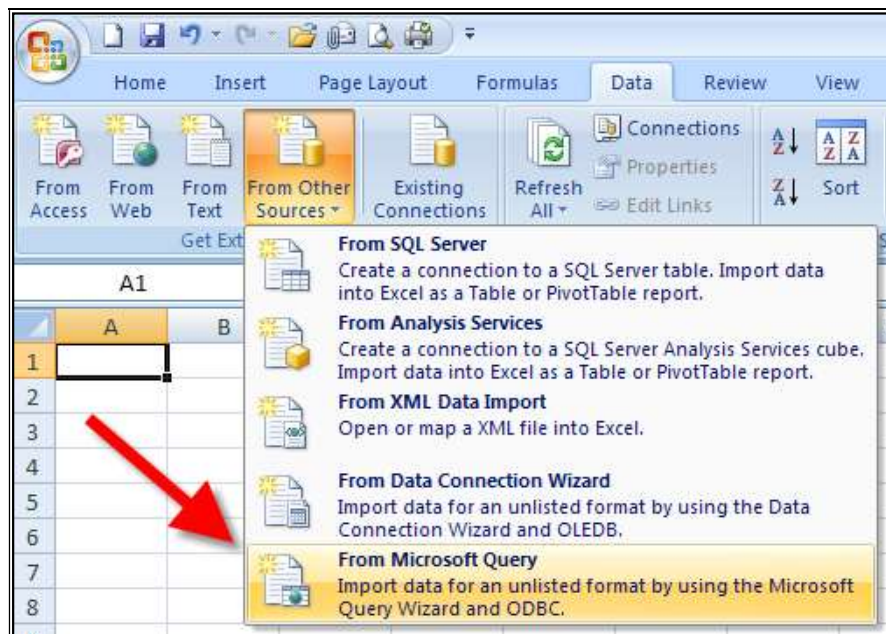 Home Insert Page Layout Formulas Data Review View
From Access
From Web
From Text
From Other Sources
Existing Connections
Refresh All
Connections
Properties
Edit Links
A Z
Z A
A Z
Z A
Sort
Get Ext
From SQL Server
Create a connection to a SQL Server table. Import data
into Excel as a Table or PivotTable report.
From Analysis Services
Create a connection to a SQL Server Analysis Services cube.
Import data into Excel as a Table or PivotTable report.
From XML Data Import
Open or map a XML file into Excel.
From Data Connection Wizard
Import data for an unlisted format by using the Data
Connection Wizard and OLEDB.
From Microsoft Query
Import data for an unlisted format by using the Microsoft
Query Wizard and ODBC.
A1
A B
1
2
3
4
5
6
7
8